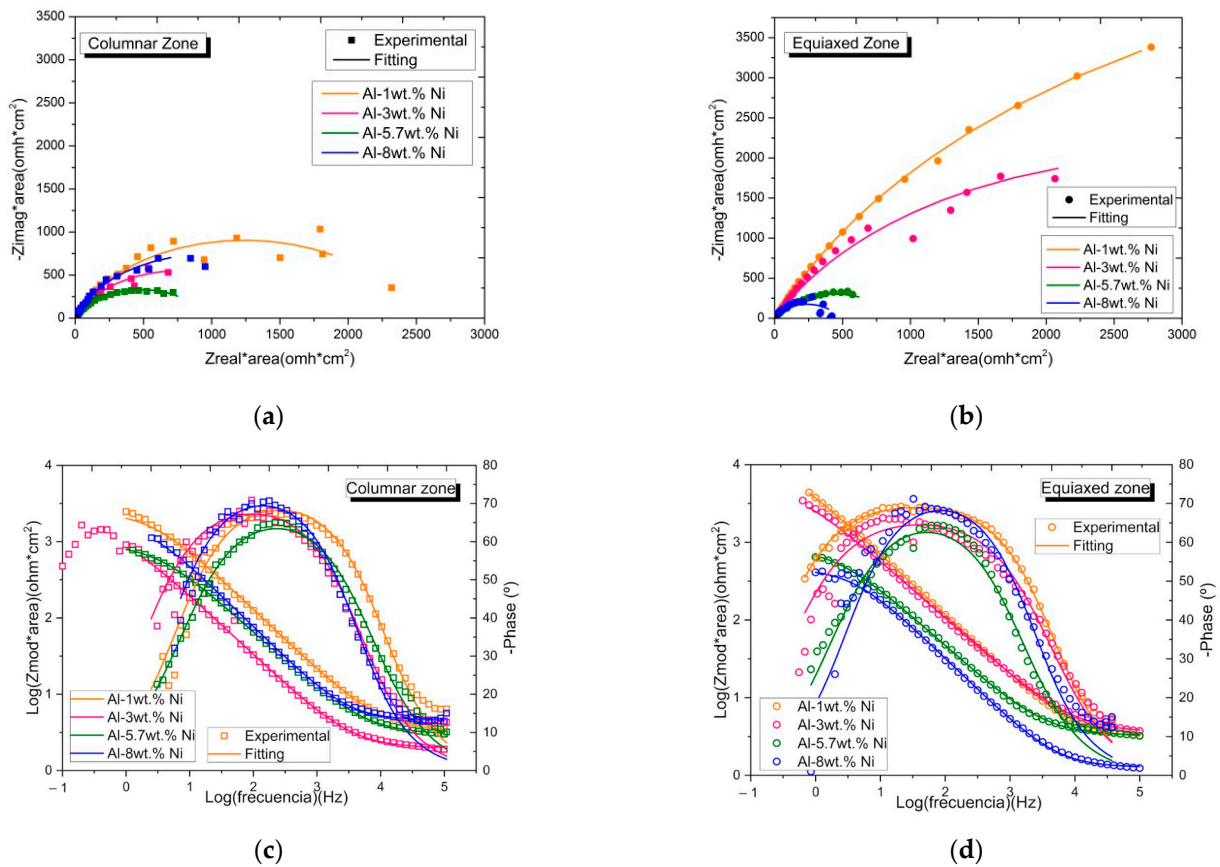 Columnar Zone
Experimental
Fitting
Al-1wt.% Ni
Al-3wt.% Ni
Al-5.7wt.% Ni
Al-8wt.% Ni
3500
3000
2500
2000
1500
1000
500
0
-Zimag*area(omh*cm2)
0 500 1000 1500 2000 2500 3000
Zreal*area(omh*cm2)
(a)
Equiaxed Zone
3500
3000
2500
2000
1500
1000
500
0
-Zimag*area(omh*cm2)
Experimental
Fitting
Al-1wt.% Ni
Al-3wt.% Ni
Al-5.7wt.% Ni
Al-8wt.% Ni
0 500 1000 1500 2000 2500 3000
Zreal*area(omh*cm2)
(b)
Columnar zone
4
3
2
1
0
Log(Zmod*area)(ohm*cm2)
80
70
60
50
40
30
20
10
0
-Phase (º)
Al-1wt.% Ni
Al-3wt.% Ni
Al-5.7wt.% Ni
Al-8wt.% Ni
Experimental
Fitting
−1 0 1 2 3 4 5
Log(frecuencia)(Hz)
(c)
Equiaxed zone
Experimental
Fitting
4
3
2
1
0
Log(Zmod*area)(ohm*cm2)
80
70
60
50
40
30
20
10
0
-Phase (º)
Al-1wt.% Ni
Al-3wt.% Ni
Al-5.7wt.% Ni
Al-8wt.% Ni
−1 0 1 2 3 4 5
Log(frecuencia)(Hz)
(d)